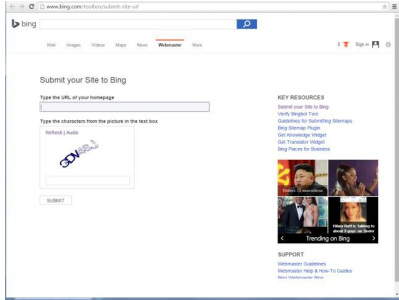 www.bing.com/toolbox/submit-site-url
bing
Web Images Videos Maps News Webmaster More
Sign in
Submit your Site to Bing
Type the URL of your homepage
Type the characters from the picture in the text box
Refresh | Audio
SUBMIT
KEY RESOURCES
Submit your Site to Bing
Verify Bingbot Tool
Guidelines for Submitting Sitemaps
Bing Sitemap Plugin
Get Knowledge Widget
Get Translator Widget
Bing Places for Business
Trending on Bing
SUPPORT
Webmaster Guidelines
Webmaster Help & How-To Guides